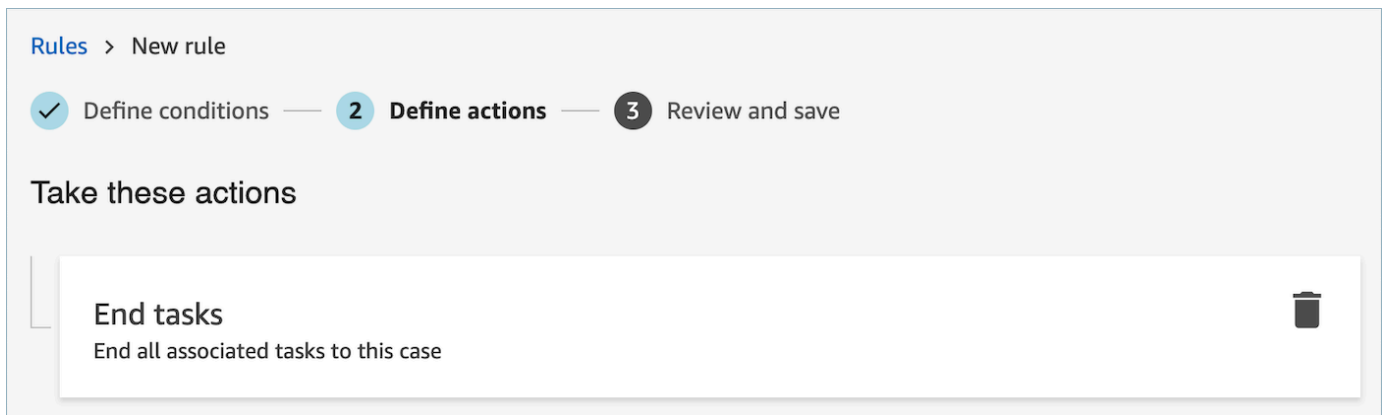 Rules > New rule
Define conditions 2 Define actions 3 Review and save
Take these actions
End tasks
End all associated tasks to this case